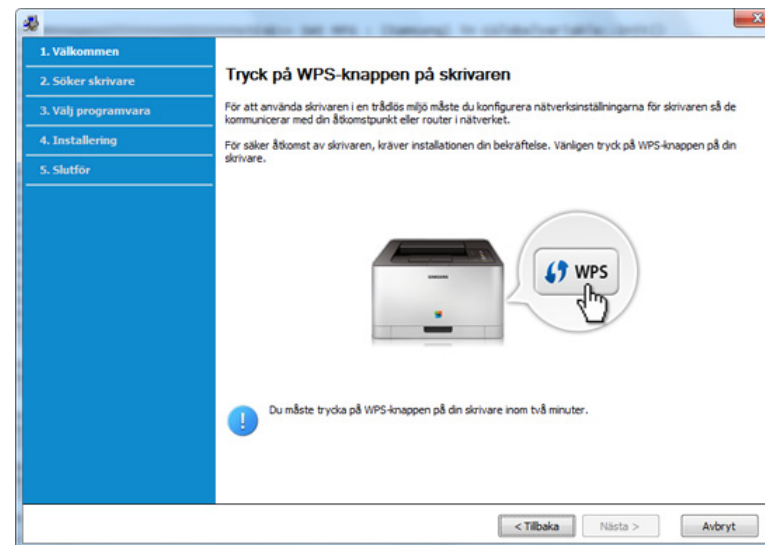 1. Välkommen
2. Söker skrivare
3. Välj programvara
4. Installering
5. Slutför
Tryck på WPS-knappen på skrivaren
För att använda skrivaren i en trådlös miljö måste du konfigurera nätverksinställningarna för skrivaren så de
kommunicerar med din åtkomstpunkt eller router i nätverket.
För säker åtkomst av skrivaren, kräver installationen din bekräftelse. Vänligen tryck på WPS-knappen på din
skrivare.
SAMSUNG
WPS
Du måste trycka på WPS-knappen på din skrivare inom två minuter.
< Tillbaka
Nästa >
Avbryt